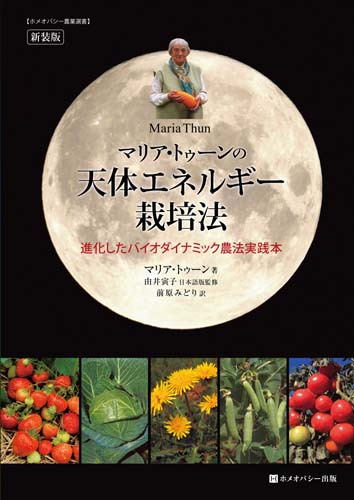 【ホメオパシー農業選書】
新装版
Maria Thun
マリア・トゥーンの
天体エネルギー
栽培法
進化したバイオダイナミック農法実践本
マリア・トゥーン 著
由井寅子 日本語版監修
前原みどり 訳
ホメオパシー出版